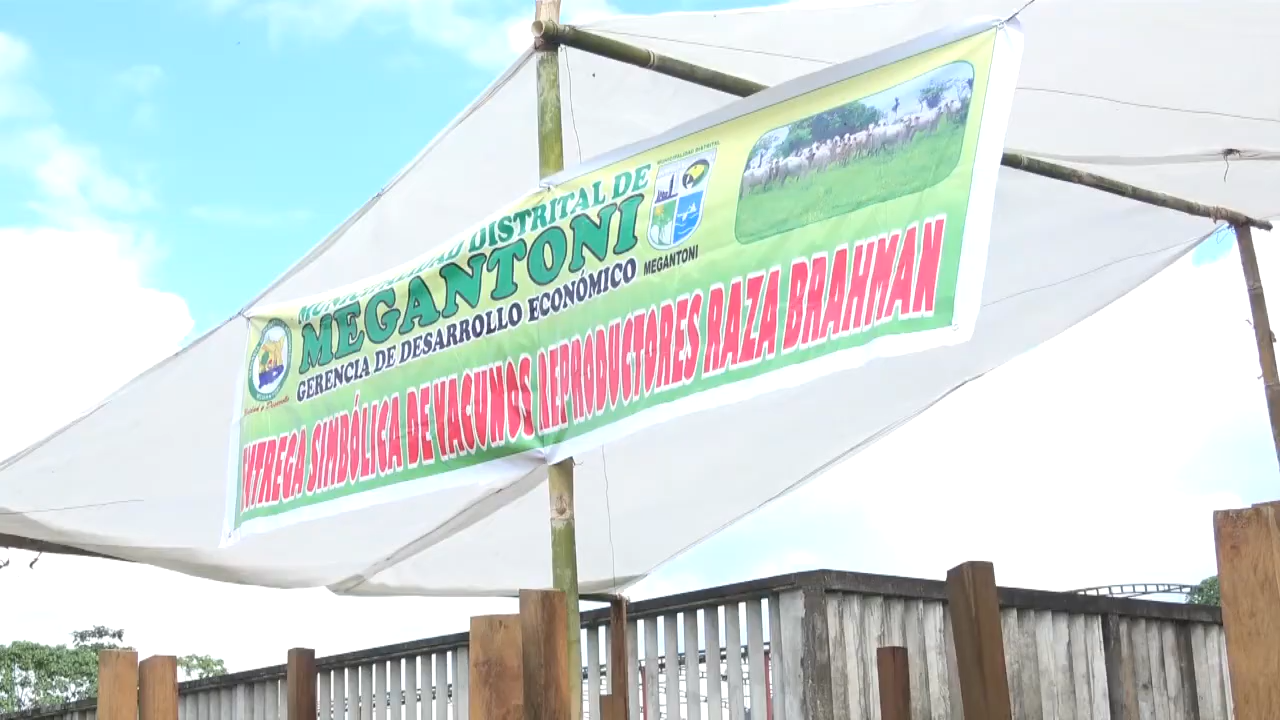 MUNICIPALIDAD DISTRITAL DE
MEGANTONI
GERENCIA DE DESARROLLO ECONÓMICO
MUNICIPALIDAD DISTRITAL
MEGANTONI
ENTREGA SIMBÓLICA DE VACUNOS REPRODUCTORES RAZA BRAHMAN